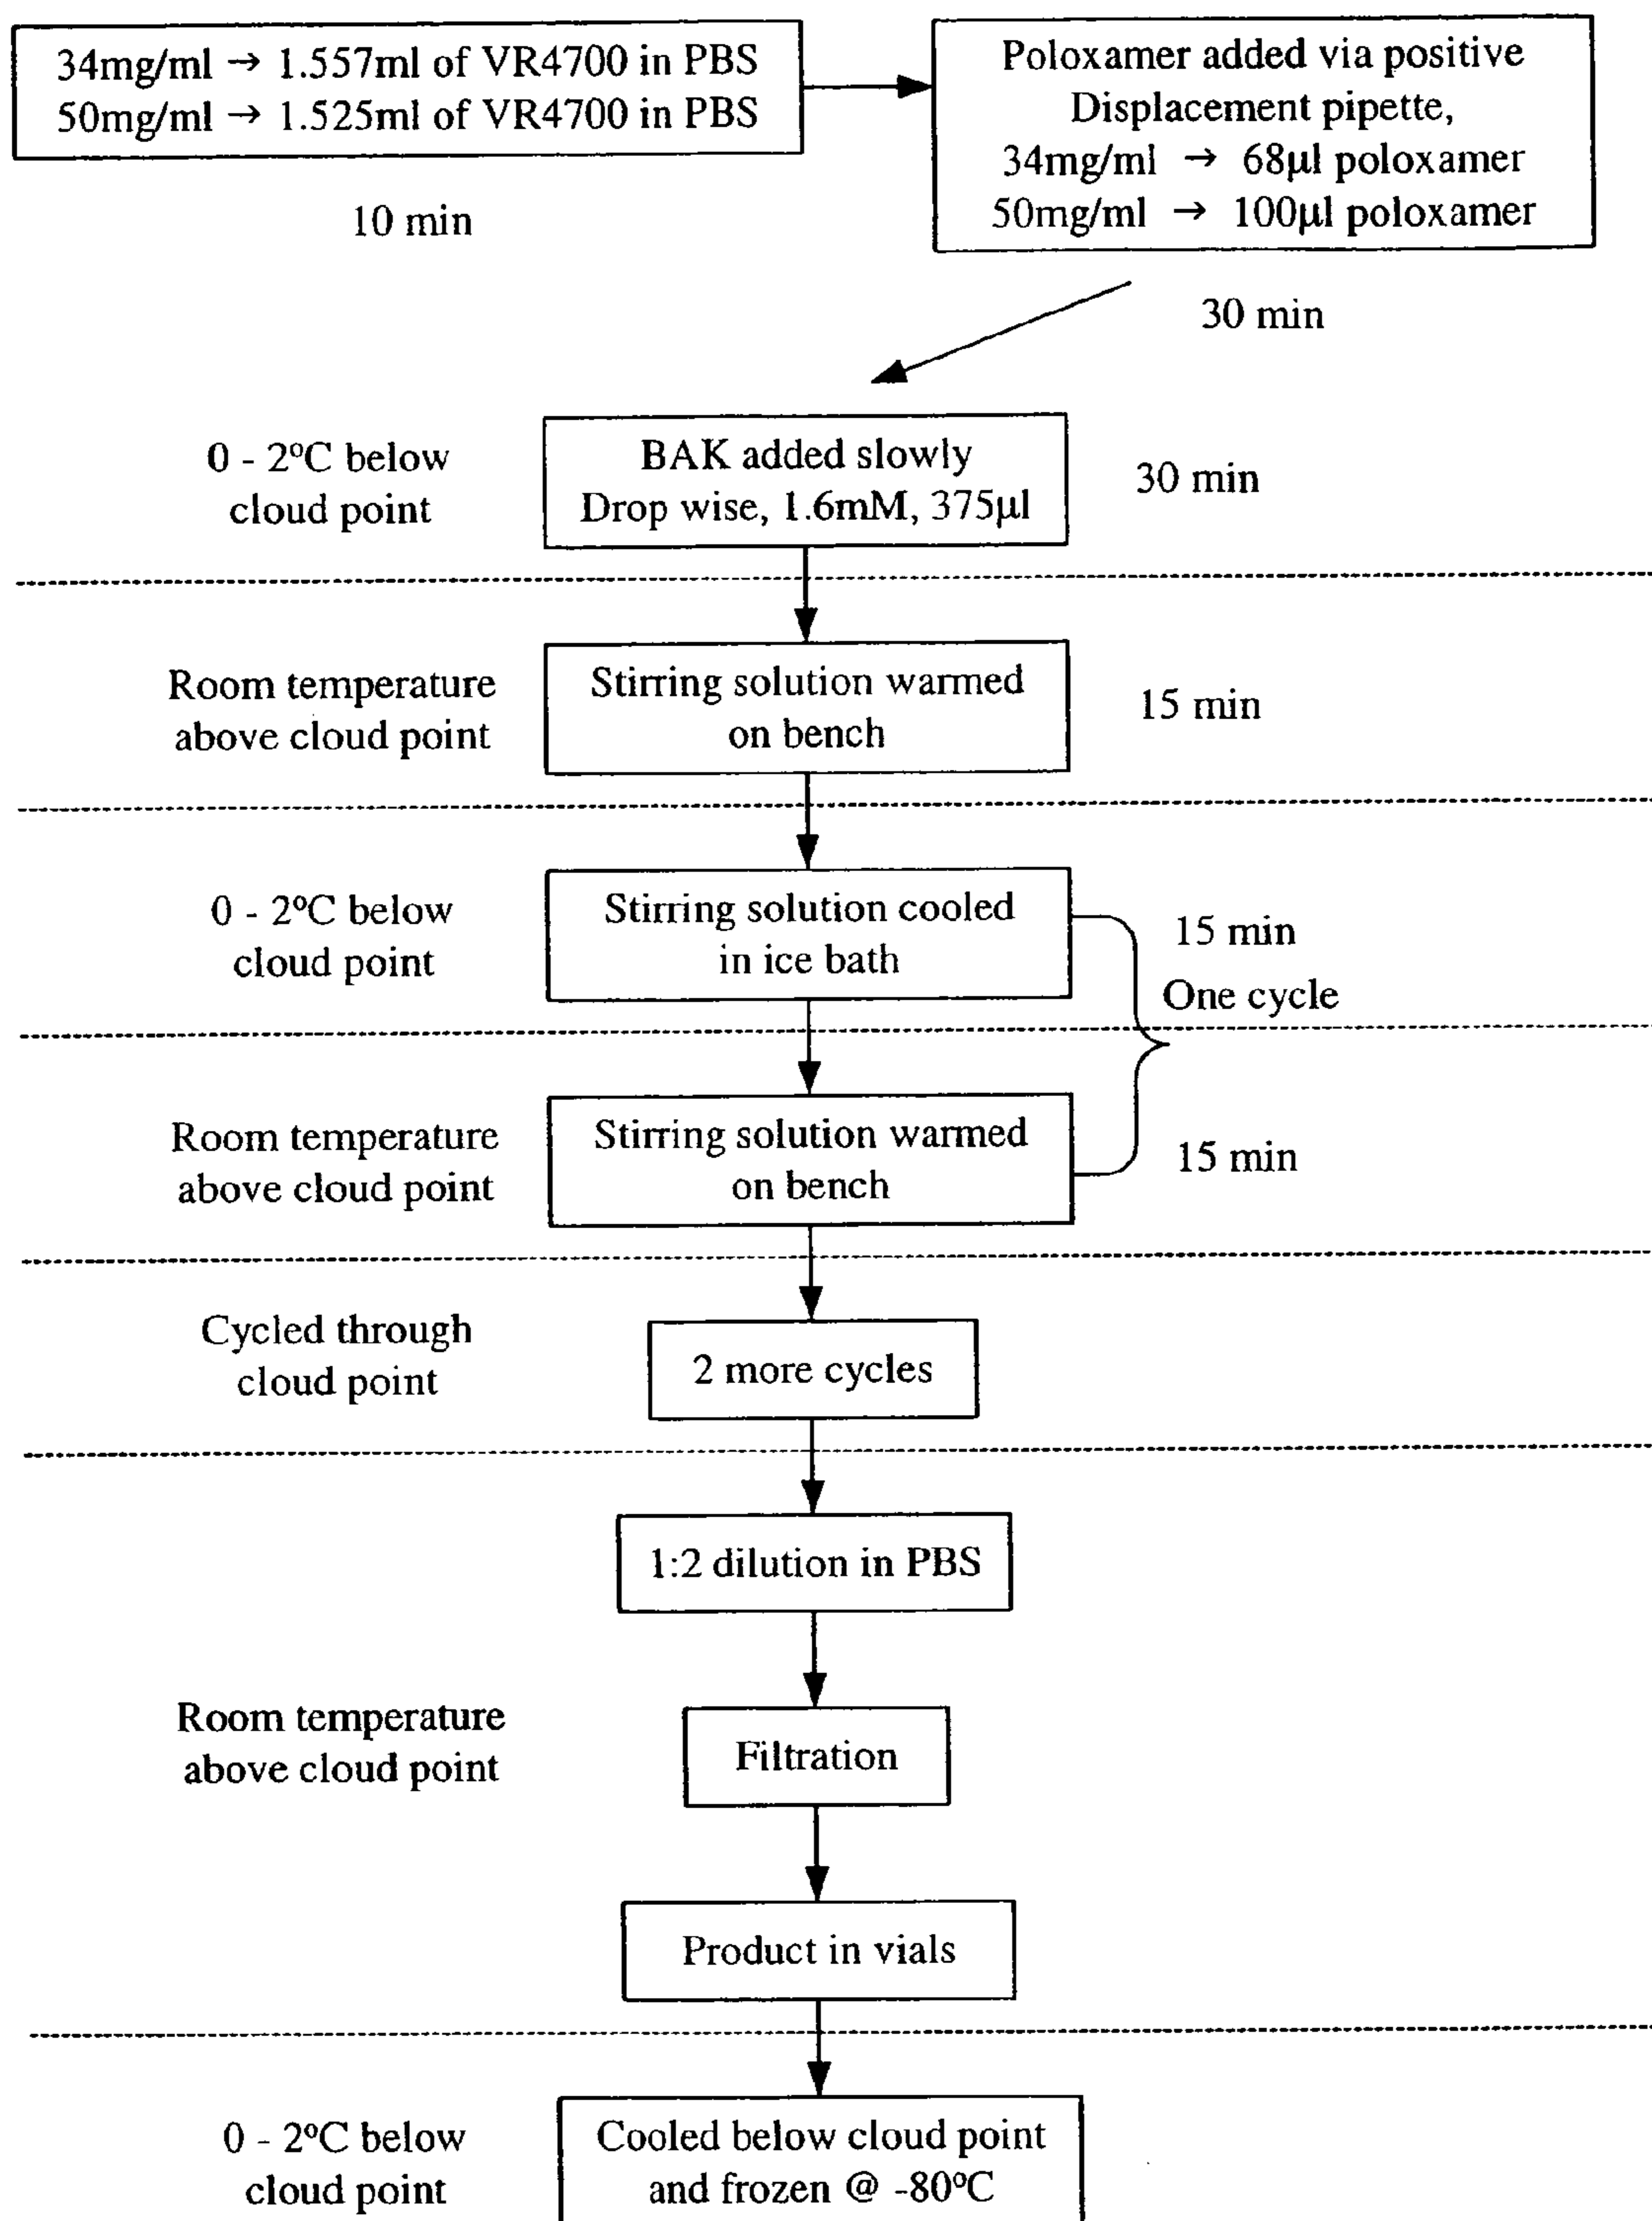 34mg/ml → 1.557ml of VR4700 in PBS
50mg/ml → 1.525ml of VR4700 in PBS
Poloxamer added via positive
Displacement pipette,
34mg/ml → 68μl poloxamer
50mg/ml → 100μl poloxamer
10 min
30 min
0 - 2ºC below
cloud point
BAK added slowly
Drop wise, 1.6mM, 375μl
30 min
Room temperature
above cloud point
Stirring solution warmed
on bench
15 min
0 - 2ºC below
cloud point
Stirring solution cooled
in ice bath
15 min
One cycle
Room temperature
above cloud point
Stirring solution warmed
on bench
15 min
Cycled through
cloud point
2 more cycles
1:2 dilution in PBS
Room temperature
above cloud point
Filtration
Product in vials
0 - 2ºC below
cloud point
Cooled below cloud point
and frozen @ -80ºC